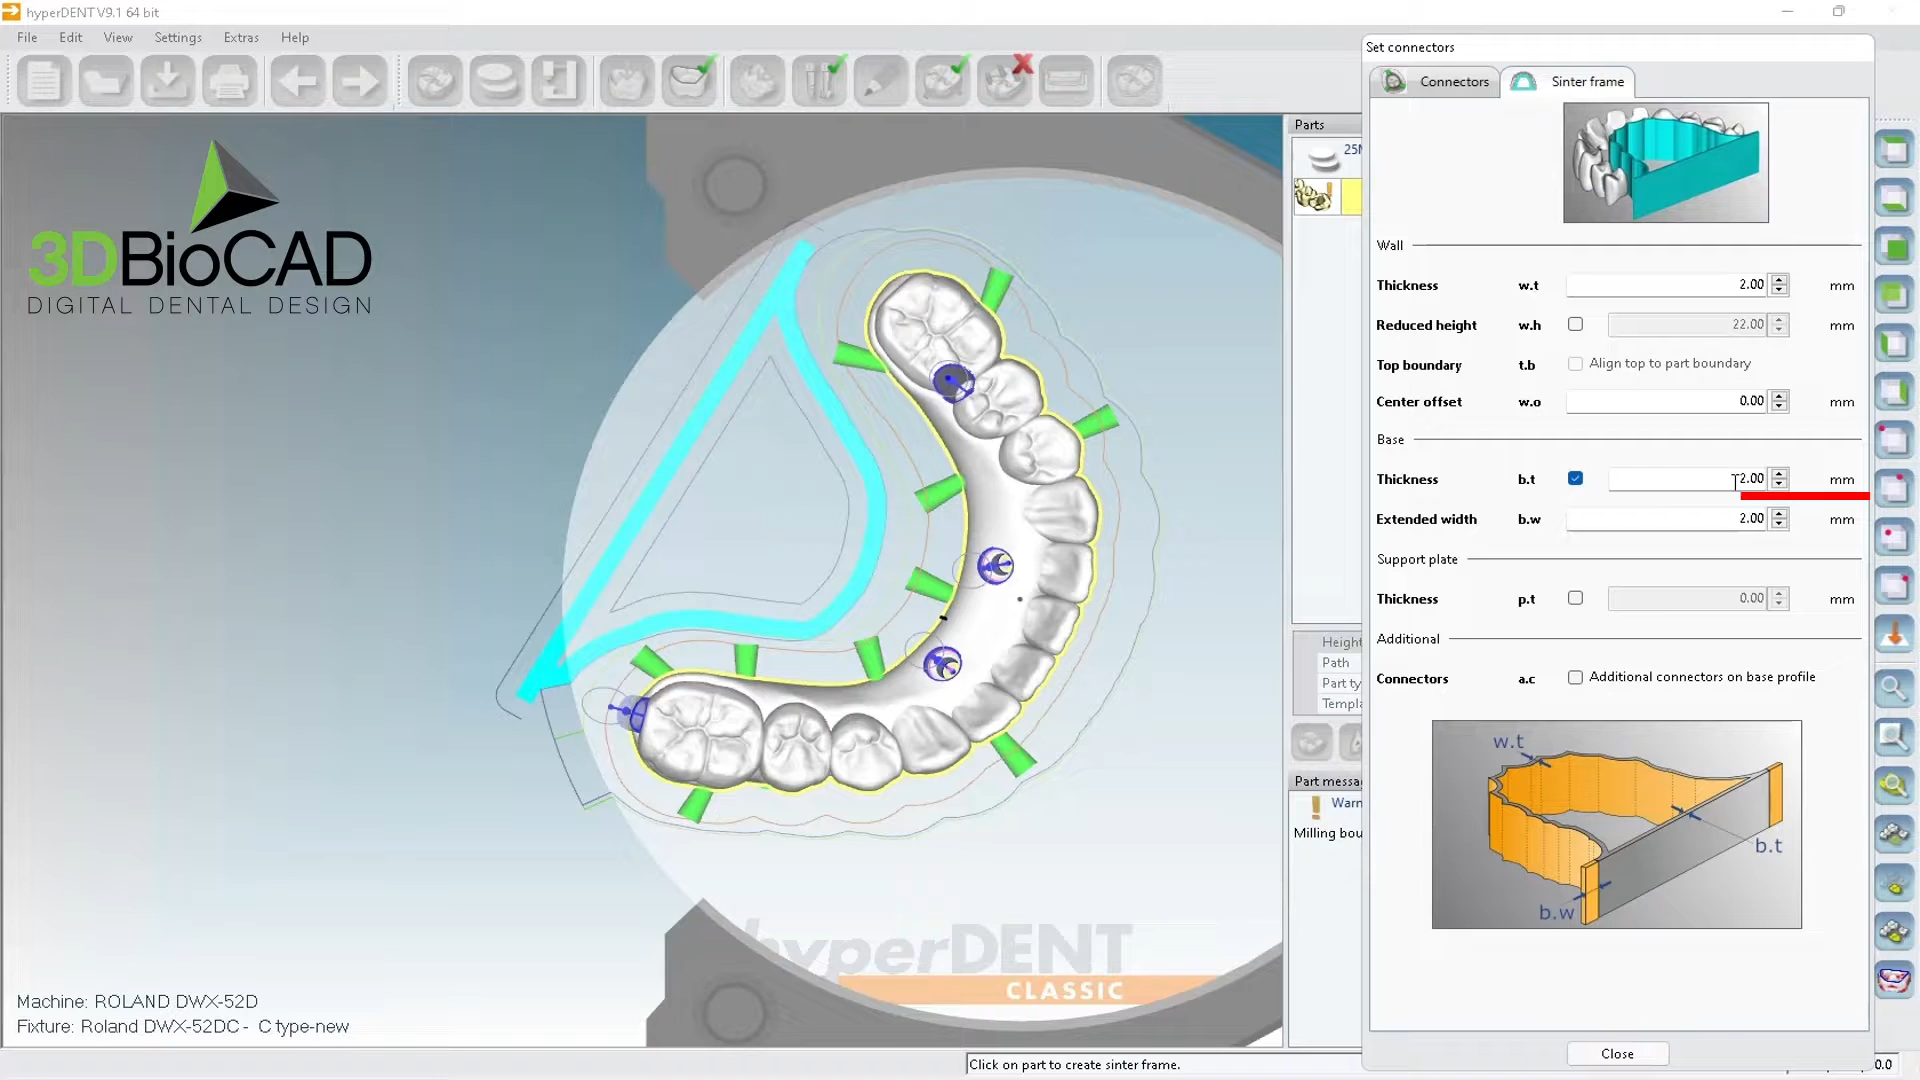 hyperDENT V9.1 64 bit
File Edit View Settings Extras Help
3DBioCAD
DIGITAL DENTAL DESIGN
Machine: ROLAND DWX-52D
Fixture: Roland DWX-52DC - C type-new
hyperDENT
CLASSIC
Click on part to create sinter frame.
Parts
Height
Path
Part ty
Templa
Part messa
Warn
Milling bou
Set connectors
Connectors Sinter frame
Wall
Thickness w.t 2.00 mm
Reduced height w.h 22.00 mm
Top boundary t.b Align top to part boundary
Center offset w.o 0.00 mm
Base
Thickness b.t 2.00 mm
Extended width b.w 2.00 mm
Support plate
Thickness p.t 0.00 mm
Additional
Connectors a.c Additional connectors on base profile
w.t
b.t
b.w
Close
0.0